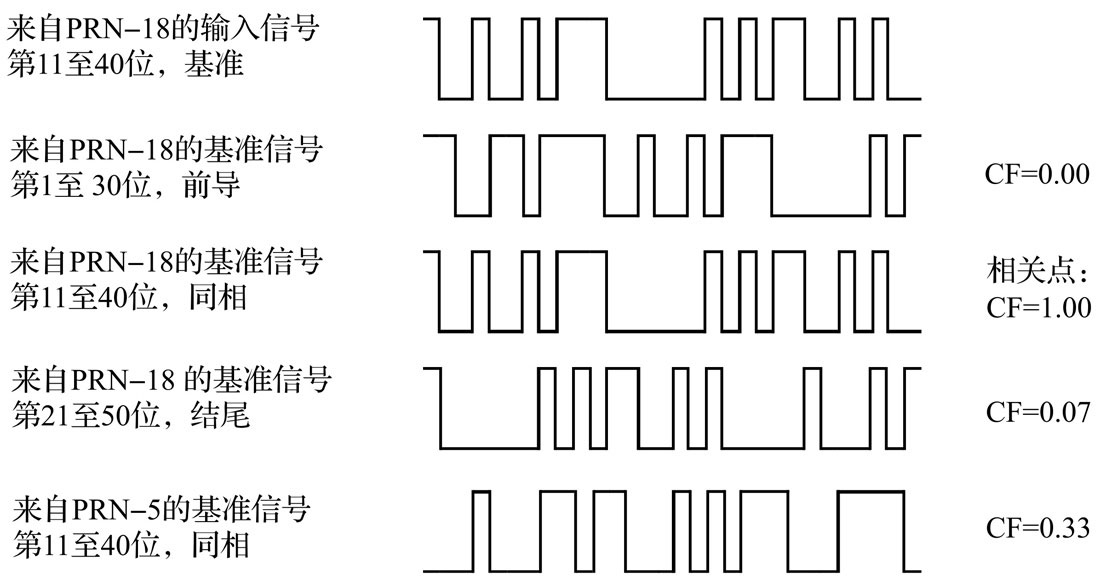 来自PRN-18的输入信号
第11至40位，基准
来自PRN-18的基准信号
第1至 30位，前导
CF=0.00
来自PRN-18的基准信号
第11至40位，同相
相关点：
CF=1.00
来自PRN-18 的基准信号
第21至50位，结尾
CF=0.07
来自PRN-5的基准信号
第11至40位，同相
CF=0.33